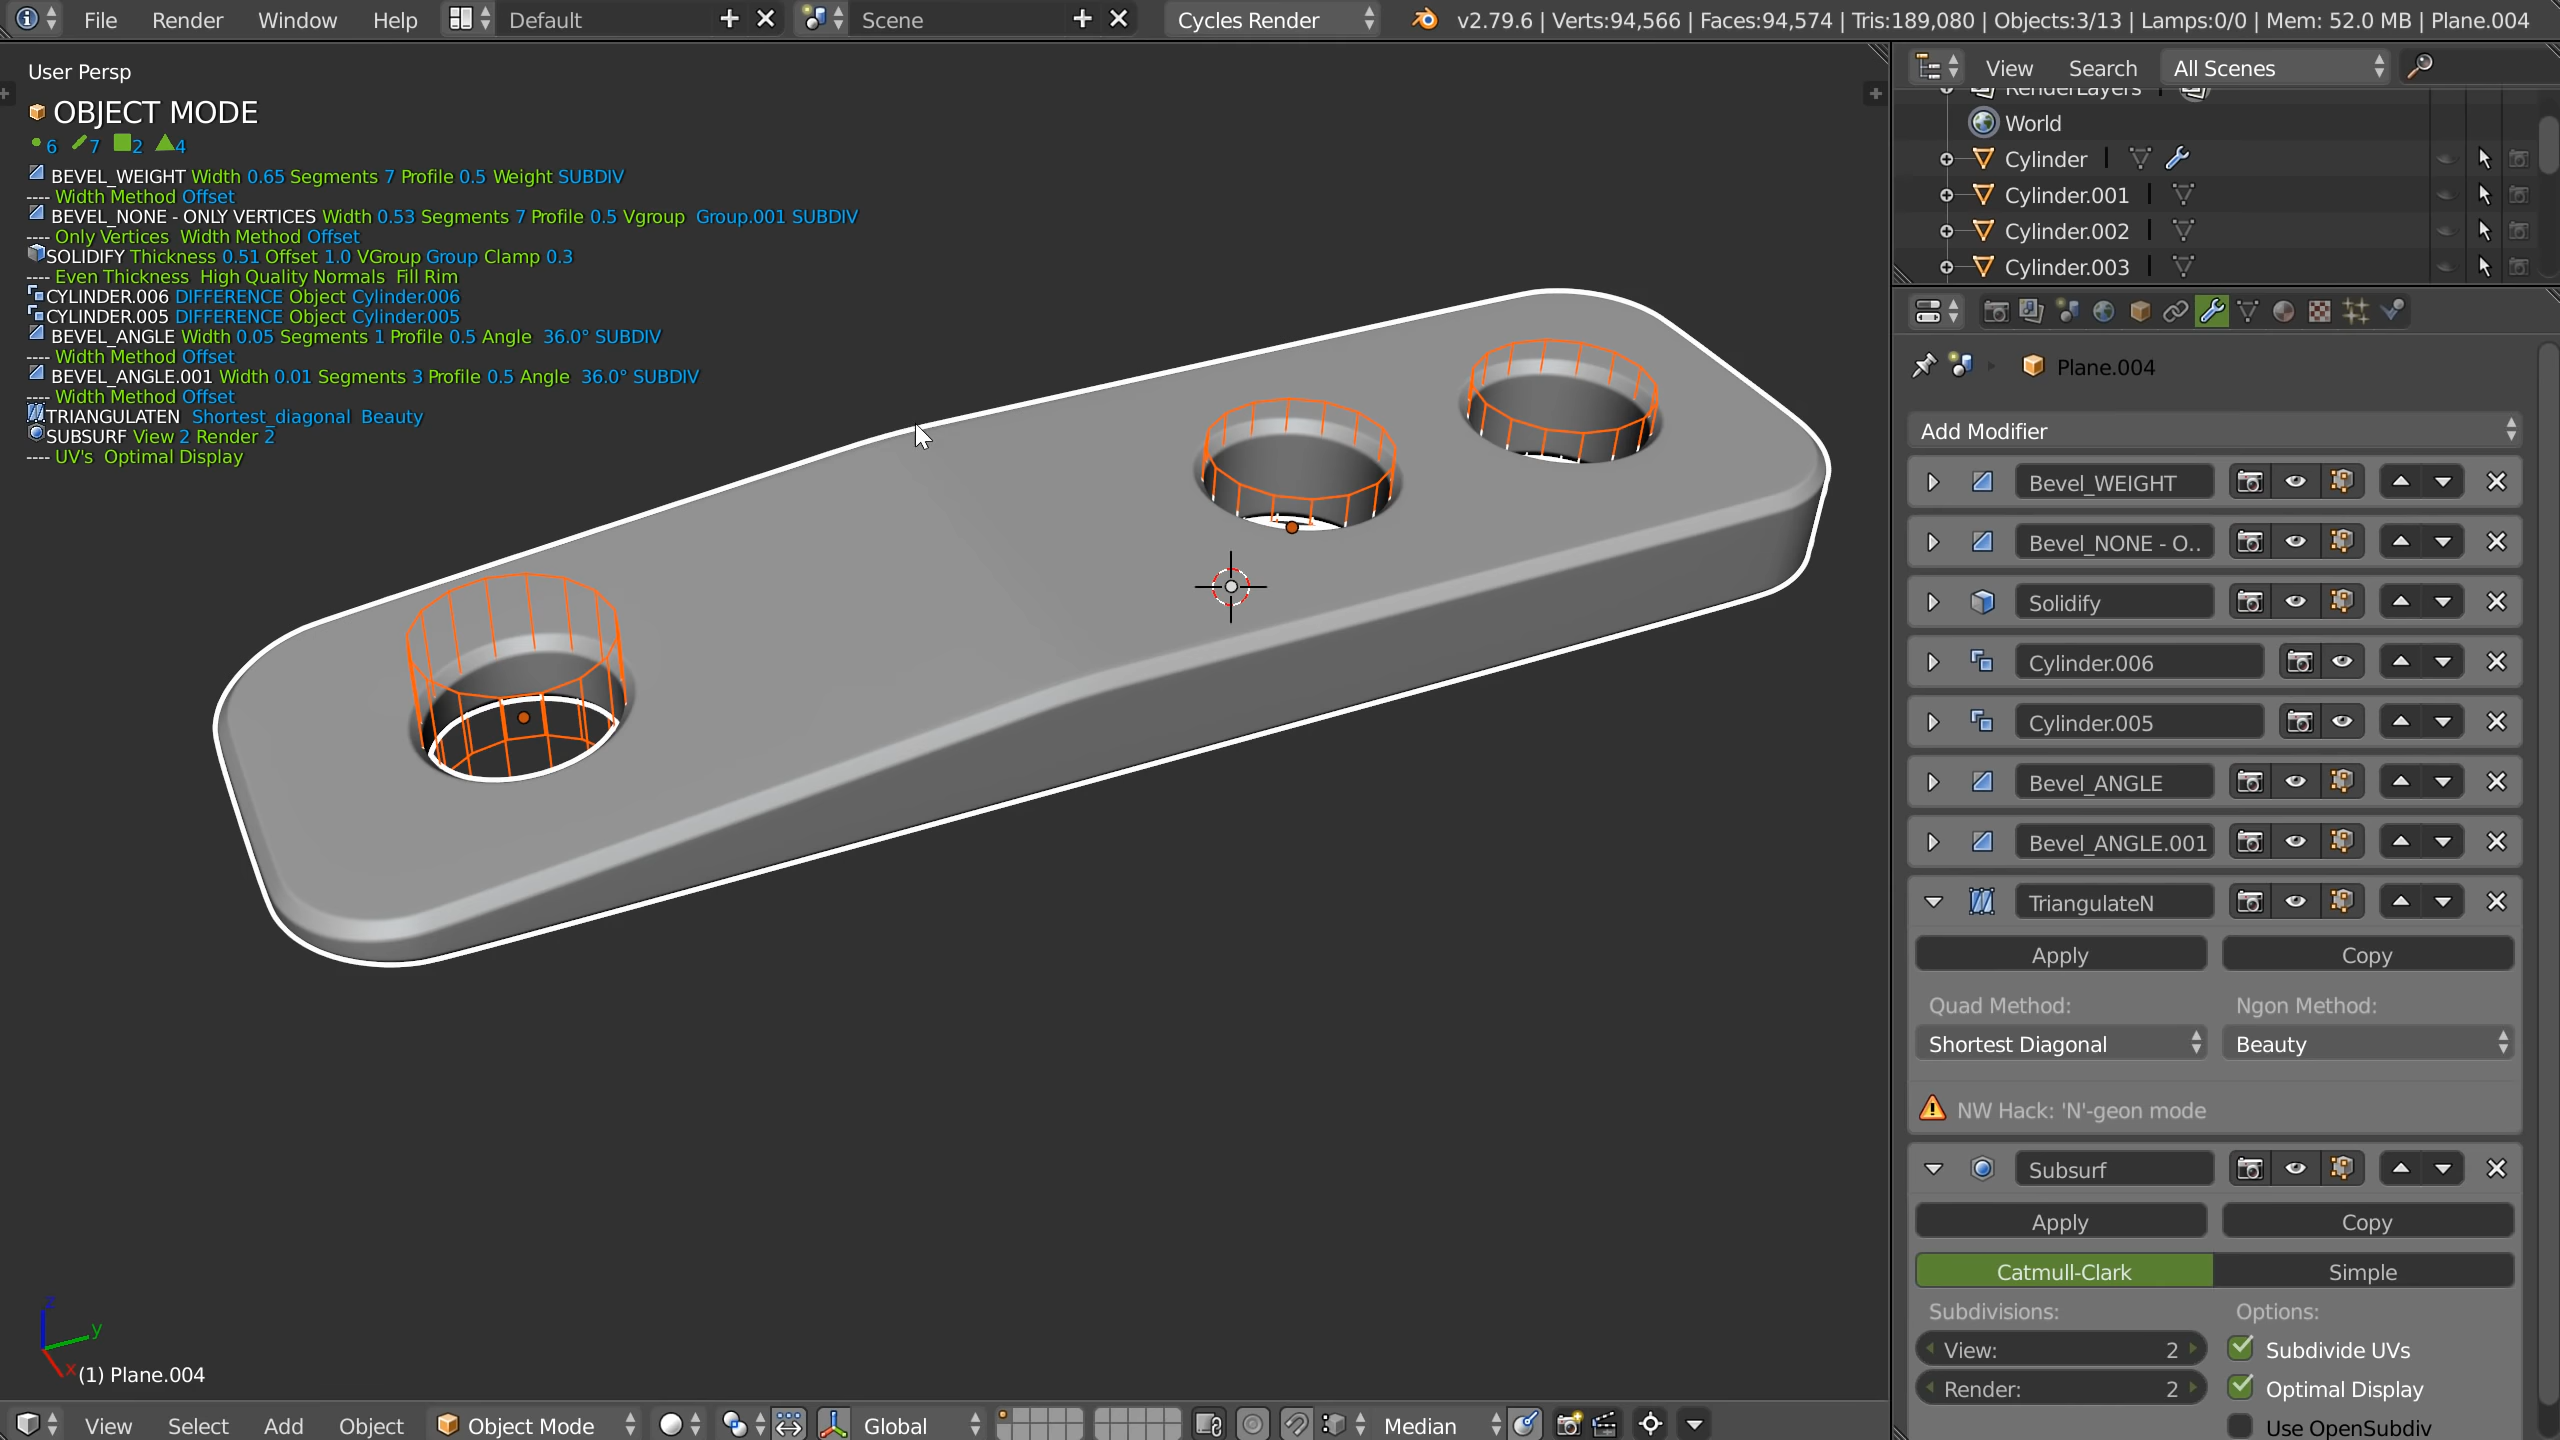 File Render Window Help Default Scene Cycles Render v2.79.6 | Verts:94,566 | Faces:94,574 | Tris:189,080 | Objects:3/13 | Lamps:0/0 | Mem: 52.0 MB | Plane.004
User Persp
OBJECT MODE
6 7 2 4
BEVEL_WEIGHT Width 0.65 Segments 7 Profile 0.5 Weight SUBDIV
---- Width Method Offset
BEVEL_NONE - ONLY VERTICES Width 0.53 Segments 7 Profile 0.5 Vgroup Group.001 SUBDIV
---- Only Vertices Width Method Offset
SOLIDIFY Thickness 0.51 Offset 1.0 VGroup Group Clamp 0.3
---- Even Thickness High Quality Normals Fill Rim
CYLINDER.006 DIFFERENCE Object Cylinder.006
CYLINDER.005 DIFFERENCE Object Cylinder.005
BEVEL_ANGLE Width 0.05 Segments 1 Profile 0.5 Angle 36.0° SUBDIV
---- Width Method Offset
BEVEL_ANGLE.001 Width 0.01 Segments 3 Profile 0.5 Angle 36.0° SUBDIV
---- Width Method Offset
TRIANGULATEN Shortest_diagonal Beauty
SUBSURF View 2 Render 2
---- UV's Optimal Display
z
y
x
(1) Plane.004
View Select Add Object Object Mode Global Median
View Search All Scenes
RenderLayers |
World
Cylinder |
Cylinder.001 |
Cylinder.002 |
Cylinder.003 |
Plane.004
Add Modifier
Bevel_WEIGHT
Bevel_NONE - O..
Solidify
Cylinder.006
Cylinder.005
Bevel_ANGLE
Bevel_ANGLE.001
TriangulateN
Apply Copy
Quad Method: Ngon Method:
Shortest Diagonal Beauty
NW Hack: 'N'-geon mode
Subsurf
Apply Copy
Catmull-Clark Simple
Subdivisions: Options:
View: 2 Subdivide UVs
Render: 2 Optimal Display
Use OpenSubdiv